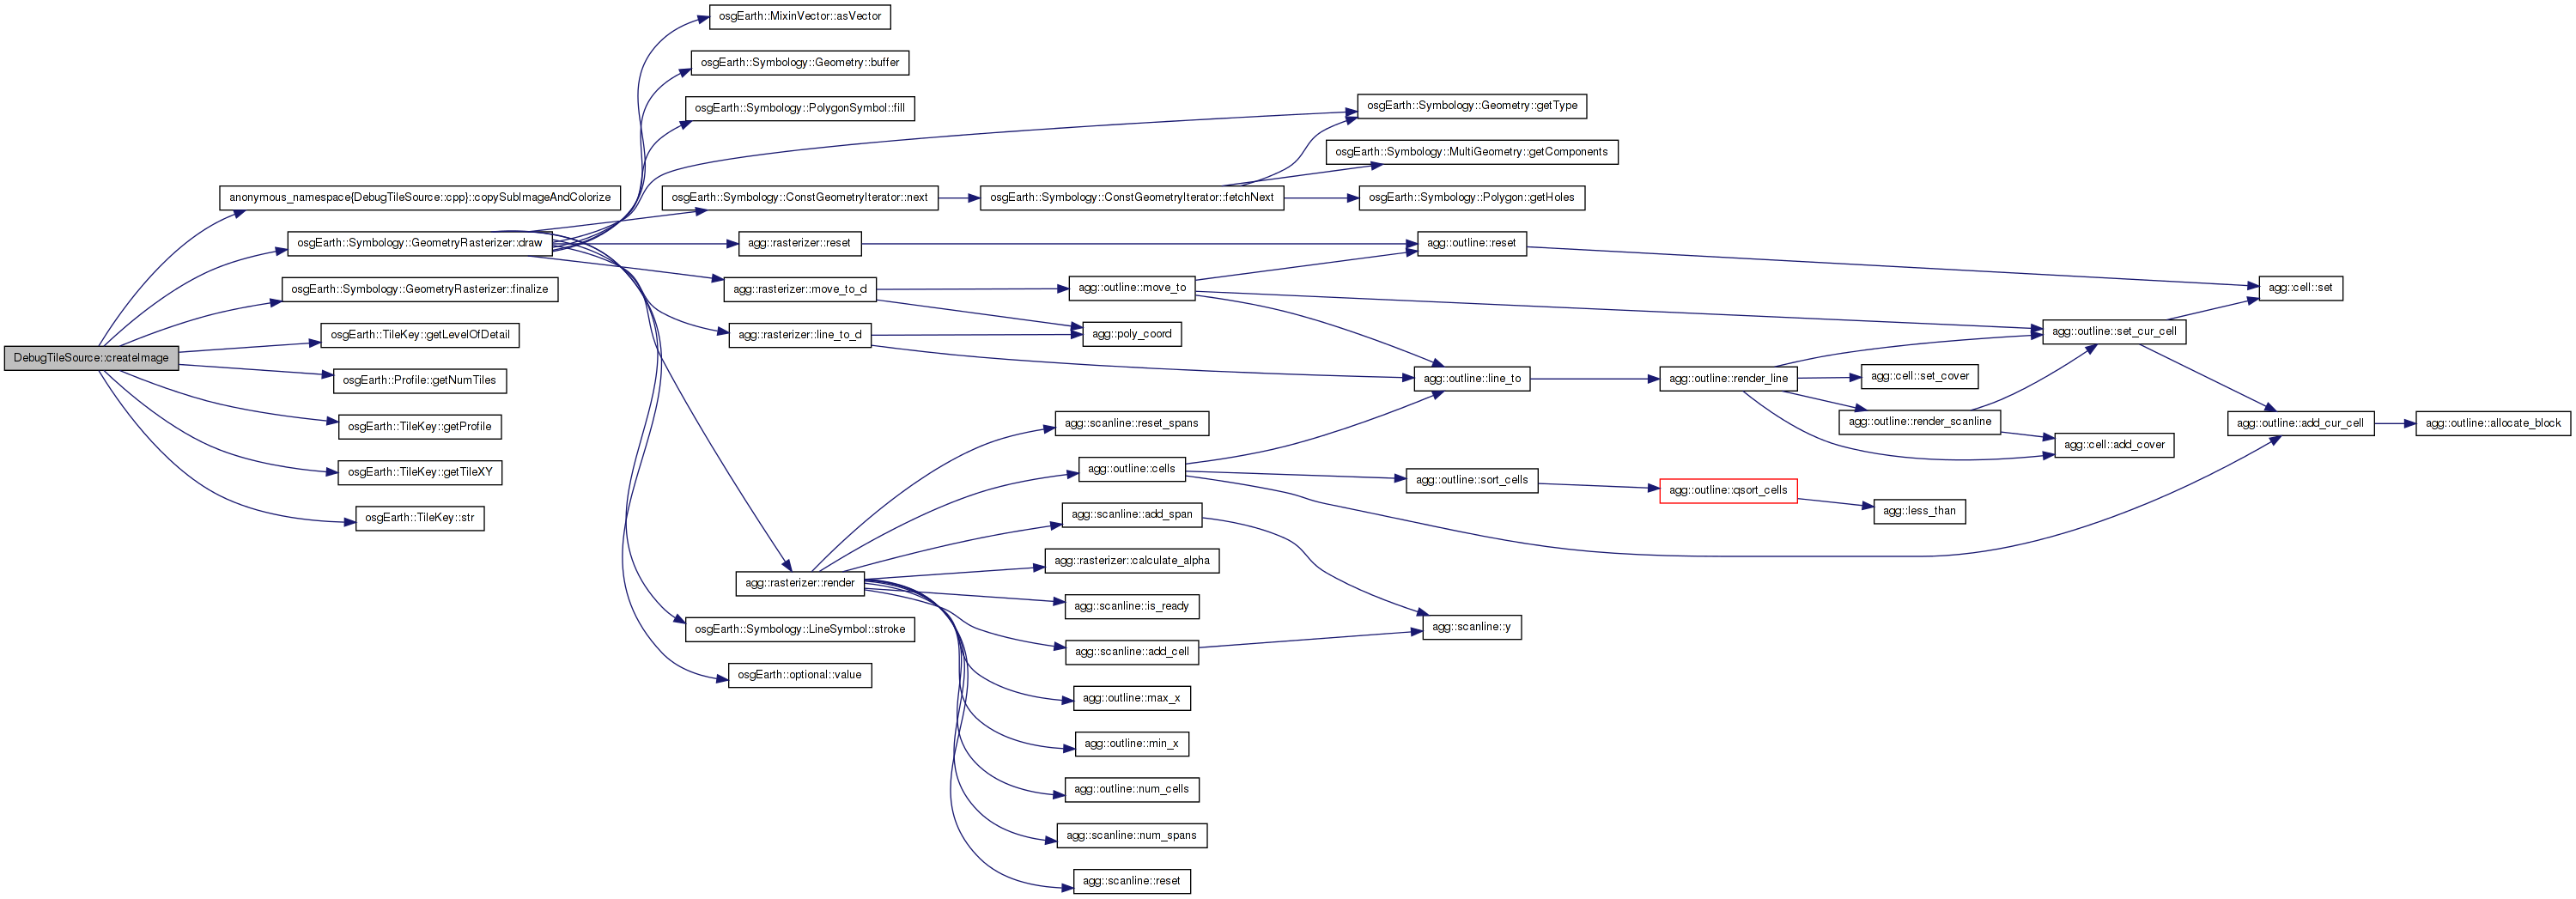 DebugTileSource::createImage
anonymous_namespace{DebugTileSource::cpp}::copySubImageAndColorize
osgEarth::Symbology::GeometryRasterizer::draw
osgEarth::Symbology::GeometryRasterizer::finalize
osgEarth::TileKey::getLevelOfDetail
osgEarth::Profile::getNumTiles
osgEarth::TileKey::getProfile
osgEarth::TileKey::getTileXY
osgEarth::TileKey::str
osgEarth::MixinVector::asVector
osgEarth::Symbology::Geometry::buffer
osgEarth::Symbology::PolygonSymbol::fill
osgEarth::Symbology::ConstGeometryIterator::next
agg::rasterizer::reset
agg::rasterizer::move_to_d
agg::rasterizer::line_to_d
agg::rasterizer::render
osgEarth::Symbology::LineSymbol::stroke
osgEarth::optional::value
osgEarth::Symbology::ConstGeometryIterator::fetchNext
agg::outline::move_to
agg::poly_coord
agg::scanline::reset_spans
agg::outline::cells
agg::scanline::add_span
agg::rasterizer::calculate_alpha
agg::scanline::is_ready
agg::scanline::add_cell
agg::outline::max_x
agg::outline::min_x
agg::outline::num_cells
agg::scanline::num_spans
agg::scanline::reset
osgEarth::Symbology::Geometry::getType
osgEarth::Symbology::MultiGeometry::getComponents
osgEarth::Symbology::Polygon::getHoles
agg::outline::reset
agg::outline::line_to
agg::outline::sort_cells
agg::scanline::y
agg::outline::render_line
agg::outline::qsort_cells
agg::cell::set_cover
agg::outline::render_scanline
agg::less_than
agg::outline::set_cur_cell
agg::cell::add_cover
agg::cell::set
agg::outline::add_cur_cell
agg::outline::allocate_block